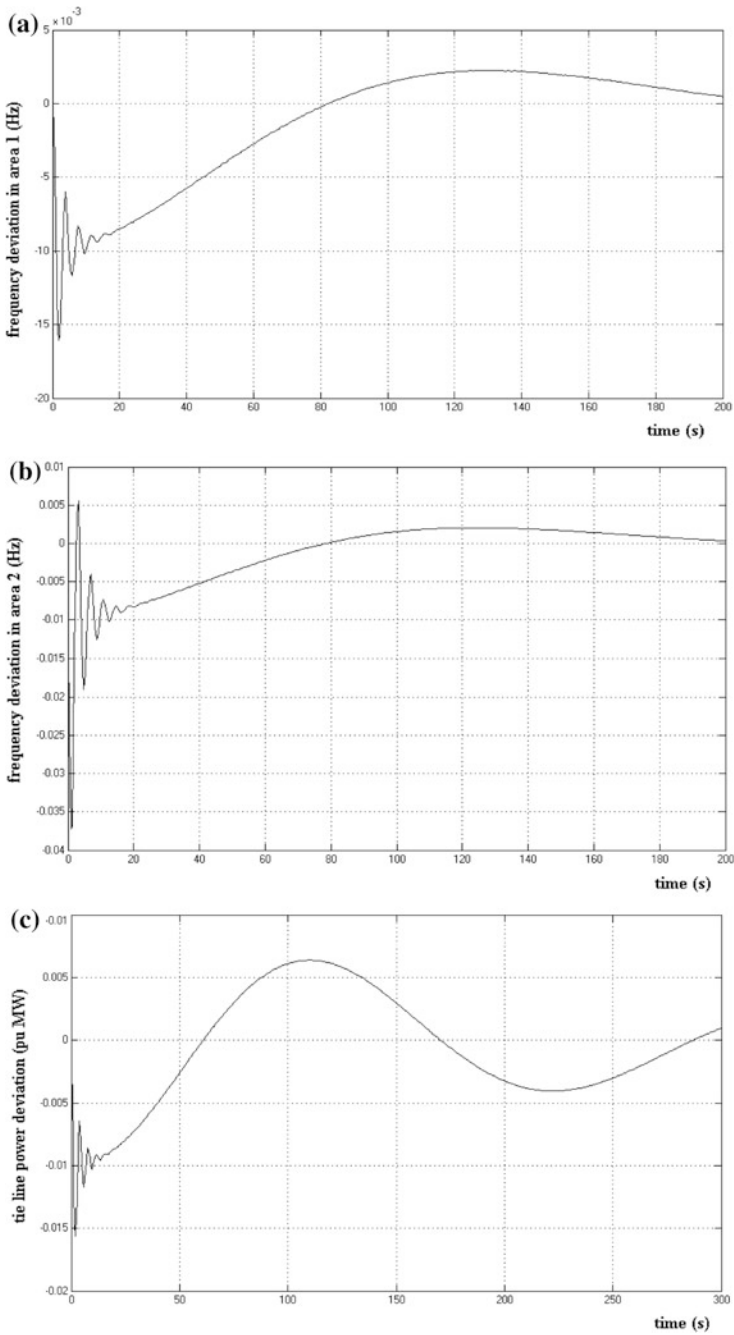 (a)
5 × 10⁻³
0
-5
-10
-15
-20
frequency deviation in area 1 (Hz)
0 20 40 60 80 100 120 140 160 180 200
time (s)
(b)
0.01
0.005
0
-0.005
-0.01
-0.015
-0.02
-0.025
-0.03
-0.035
-0.04
frequency deviation in area 2 (Hz)
0 20 40 60 80 100 120 140 160 180 200
time (s)
(c)
-0.01
0.005
0
-0.005
-0.01
-0.015
-0.02
tie line power deviation (pu MW)
0 50 100 150 200 250 300
time (s)